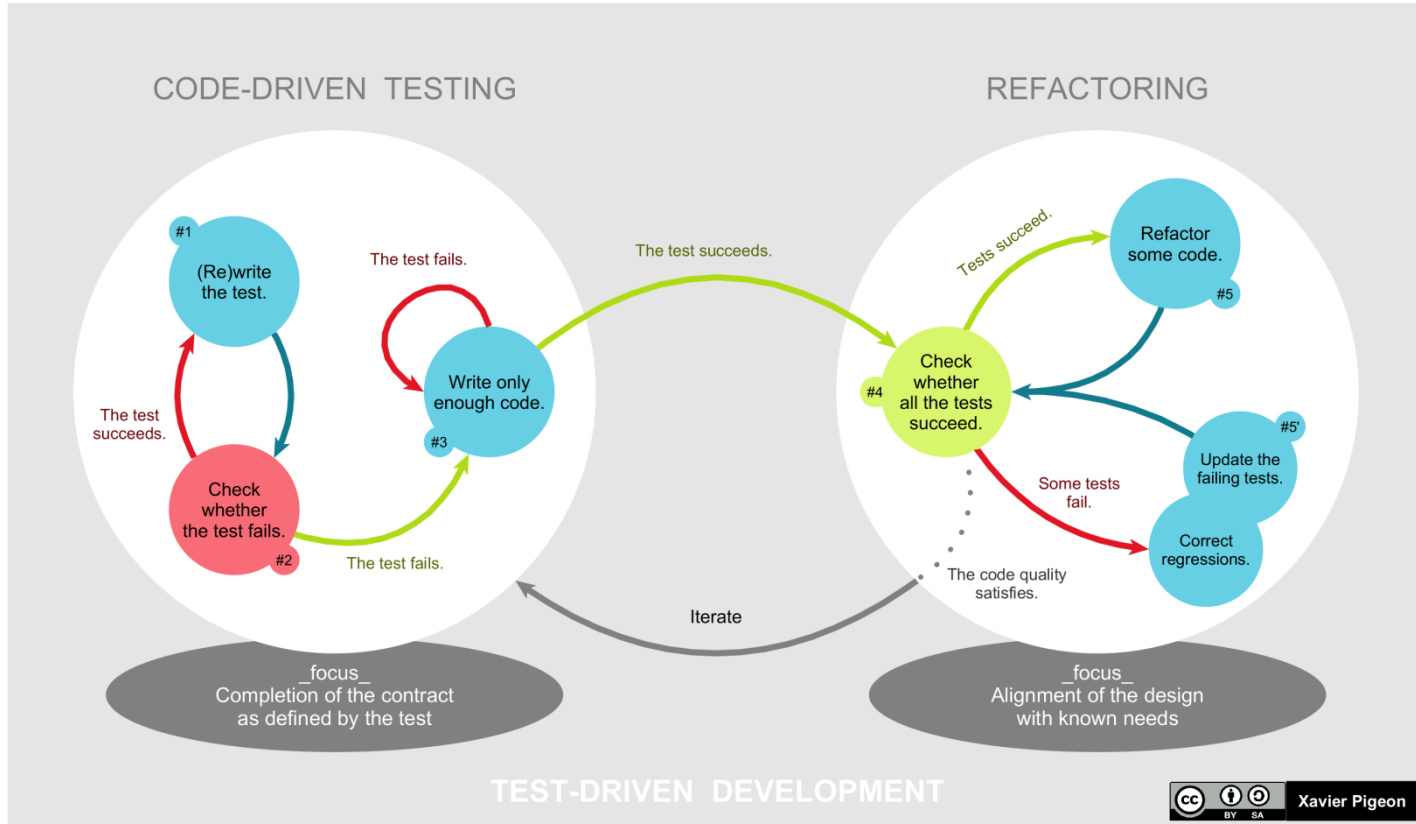 CODE-DRIVEN TESTING
REFACTORING
#1
(Re)write
the test.
The test fails.
The test succeeds.
Tests succeed.
Refactor
some code.
#5
The test
succeeds.
Write only
enough code.
#3
#4
Check
whether
all the tests
succeed.
#5'
Update the
failing tests.
Check
whether
the test fails.
#2
The test fails.
Some tests
fail.
Correct
regressions.
The code quality
satisfies.
Iterate
_focus_
Completion of the contract
as defined by the test
_focus_
Alignment of the design
with known needs
TEST-DRIVEN DEVELOPMENT
cc
BY SA
Xavier Pigeon